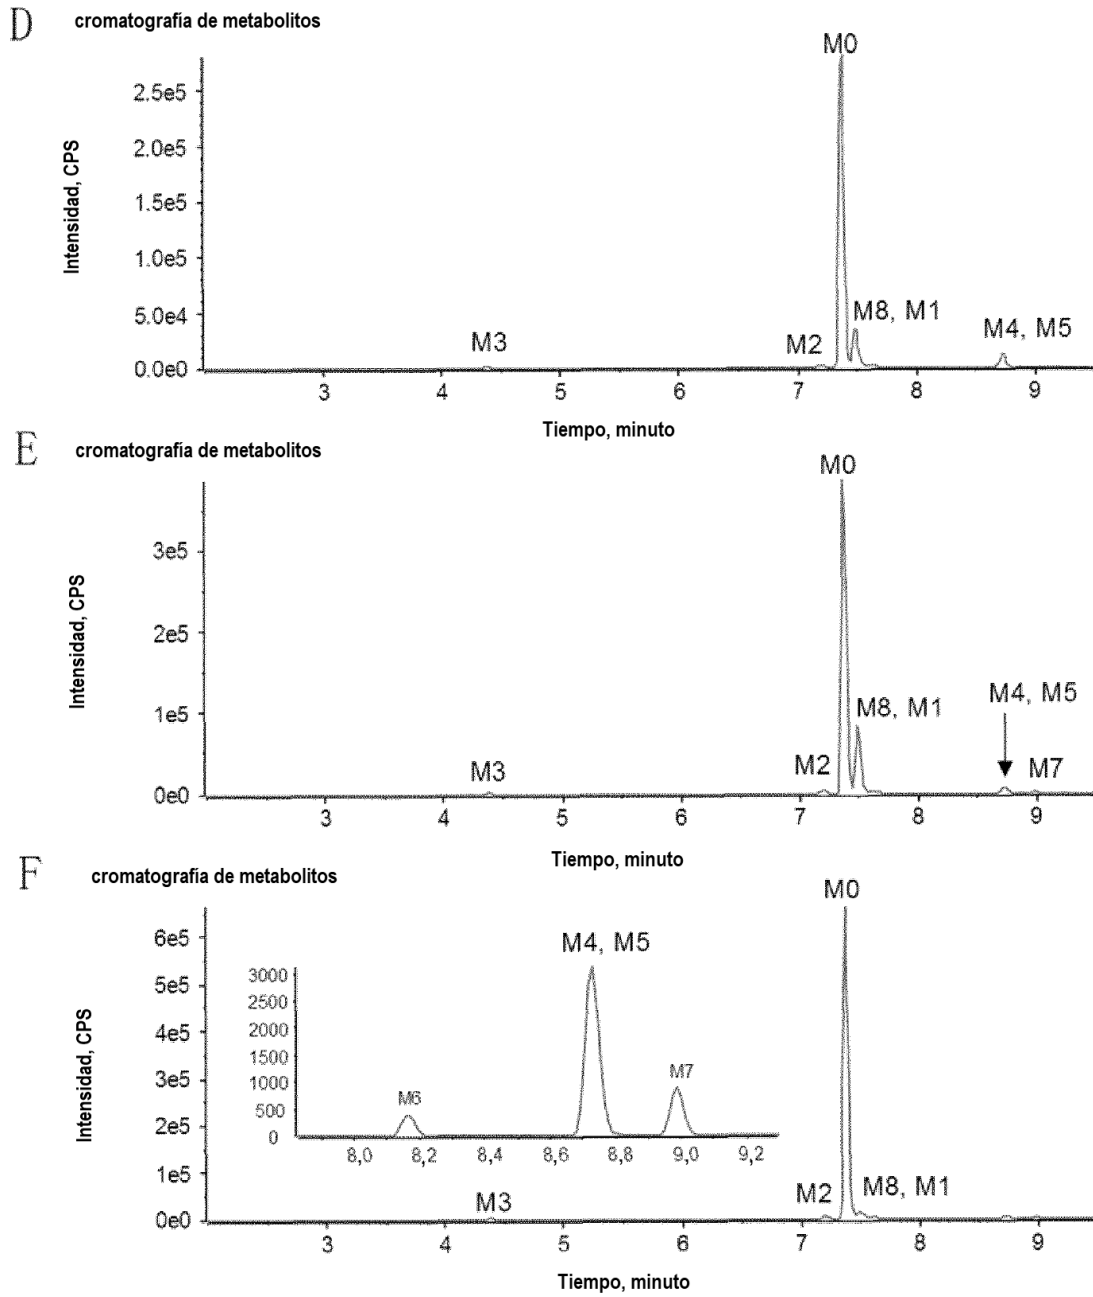 D cromatografía de metabolitos
M0
2.5e5
2.0e5
1.5e5
1.0e5
5.0e4
0.0e0
Intensidad, CPS
M3
M2
M8, M1
M4, M5
3 4 5 6 7 8 9
Tiempo, minuto
E cromatografía de metabolitos
M0
3e5
2e5
1e5
0e0
Intensidad, CPS
M3
M2
M8, M1
M4, M5
M7
3 4 5 6 7 8 9
Tiempo, minuto
F cromatografia de metabolitos
M0
6e5
5e5
4e5
3e5
2e5
1e5
0e0
Intensidad, CPS
M4, M5
3000
2500
2000
1500
1000
500
0
M6
M7
8,0 8,2 8,4 8,6 8,8 9,0 9,2
M3
M2
M8, M1
3 4 5 6 7 8 9
Tiempo, minuto